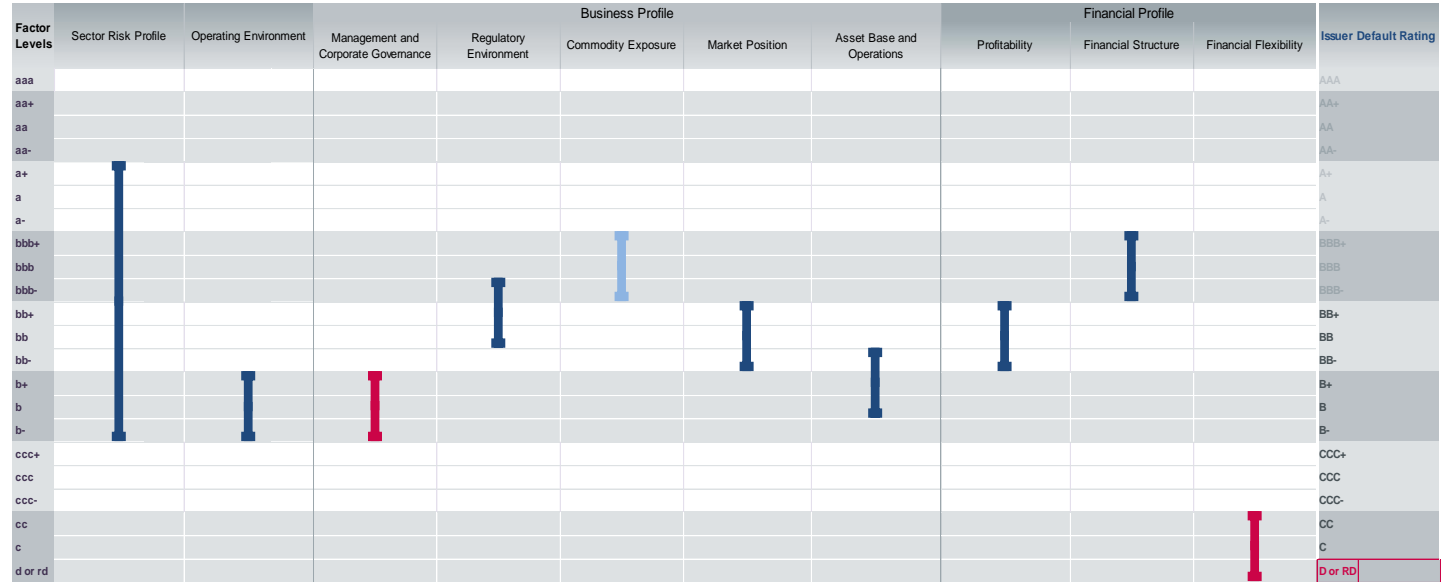 Business Profile
Financial Profile
Factor
Levels
Sector Risk Profile
Operating Environment
Management and
Corporate Governance
Regulatory
Environment
Commodity Exposure
Market Position
Asset Base and
Operations
Profitability
Financial Structure
Financial Flexibility
Issuer Default Rating
aaa AAA
aa+ AA+
aa AA
aa- AA-
a+ A+
a A
a- A-
bbb+ BBB+
bbb BBB
bbb- BBB-
bb+ BB+
bb BB
bb- BB-
b+ B+
b B
b- B-
ccc+ CCC+
ccc CCC
ccc- CCC-
cc CC
c C
d or rd D or RD